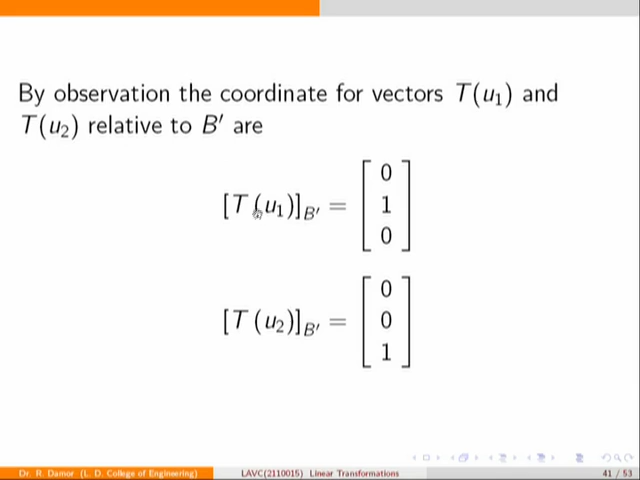 By observation the coordinate for vectors T(u₁) and
T(u₂) relative to B′ are
[T (u₁)]B′ = [0 1 0]
[T (u₂)]B′ = [0 0 1]
Dr. R. Damor (L. D. College of Engineering) LAVC(2110015) Linear Transformations 41 / 53